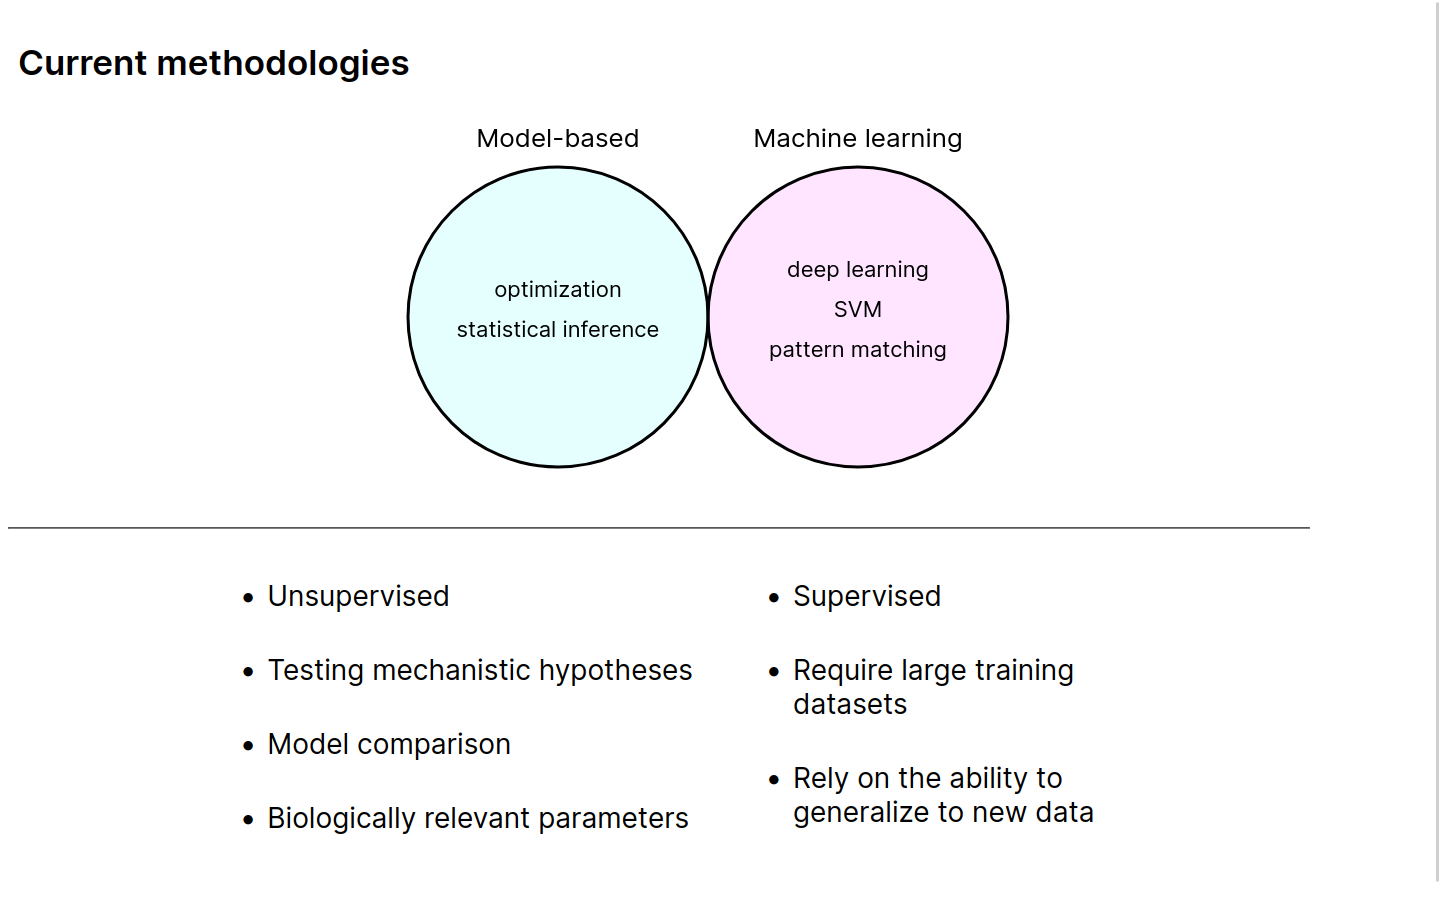 Current methodologies
Model-based
Machine learning
optimization
statistical inference
deep learning
SVM
pattern matching
• Unsupervised
• Testing mechanistic hypotheses
• Model comparison
• Biologically relevant parameters
• Supervised
• Require large training
datasets
• Rely on the ability to
generalize to new data